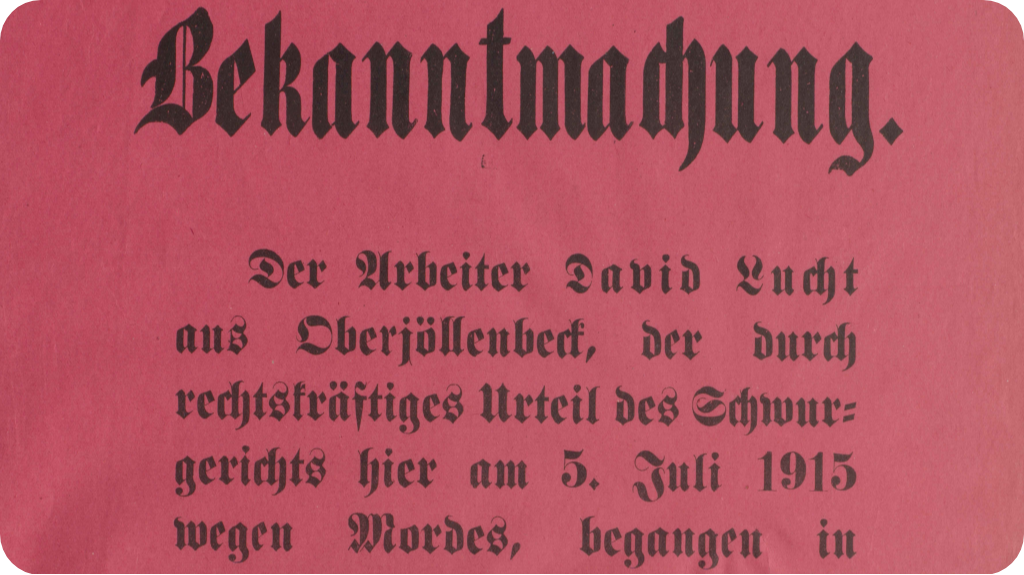 Bekanntmachung.
Der Arbeiter David Lucht
aus Oberjöllenbeck, der durch
rechtskräftiges Urteil des Schwur-
gerichts hier am 5. Juli 1915
wegen Mordes, begangen in